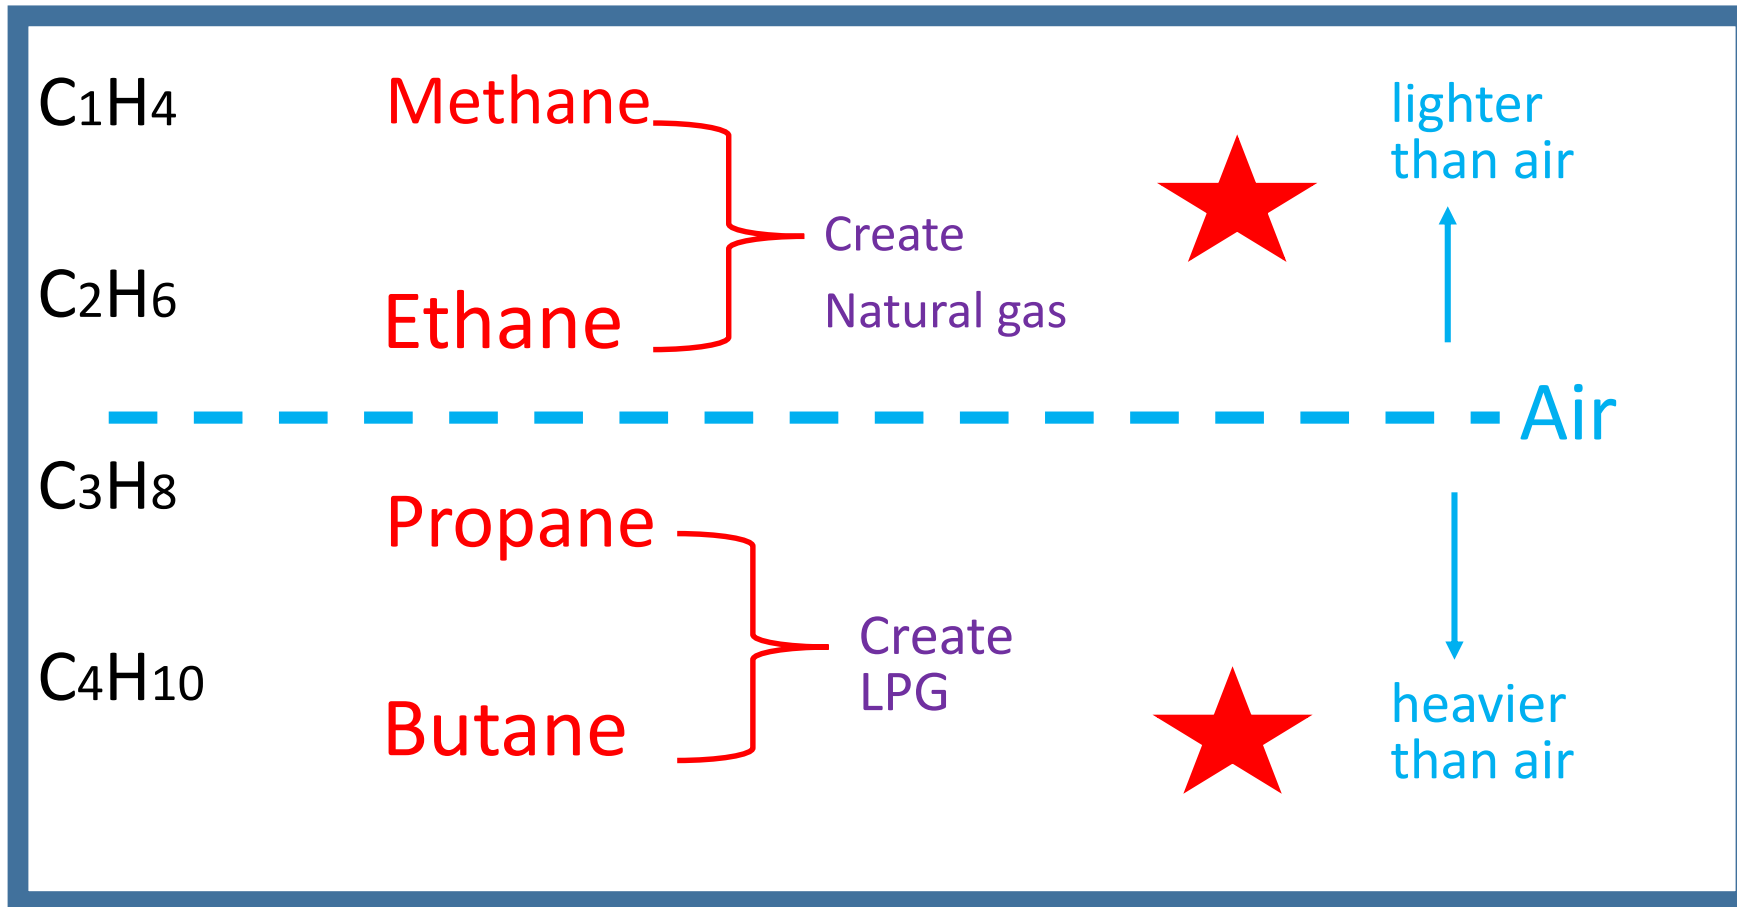 C1H4
Methane
lighter
than air
Create
Natural gas
C2H6
Ethane
Air
C3H8
Propane
Create
LPG
C4H10
Butane
heavier
than air